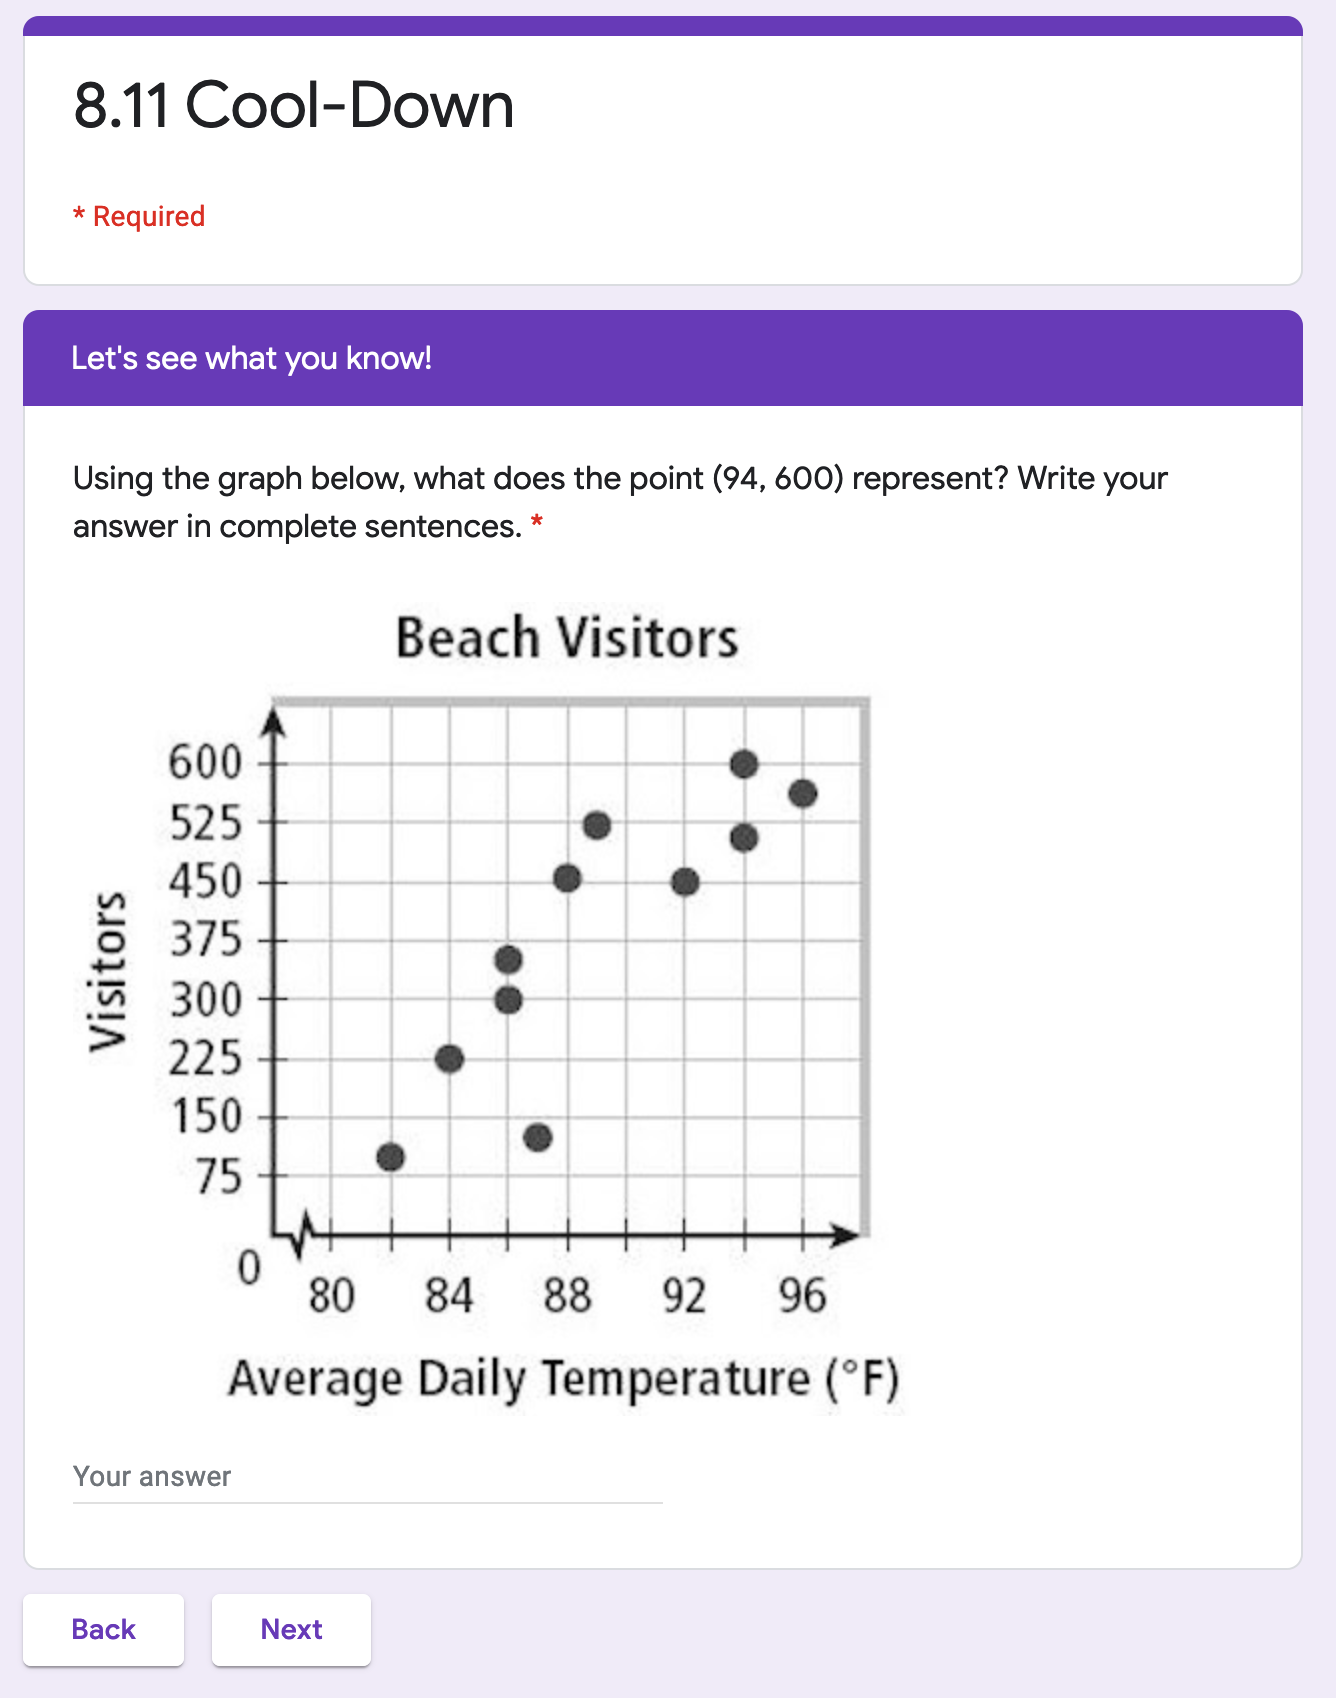 8.11 Cool-Down
* Required
Let's see what you know!
Using the graph below, what does the point (94, 600) represent? Write your
answer in complete sentences. *
Beach Visitors
600
525
450
375
300
225
150
75
0
Visitors
80 84 88 92 96
Average Daily Temperature (°F)
Your answer
Back Next